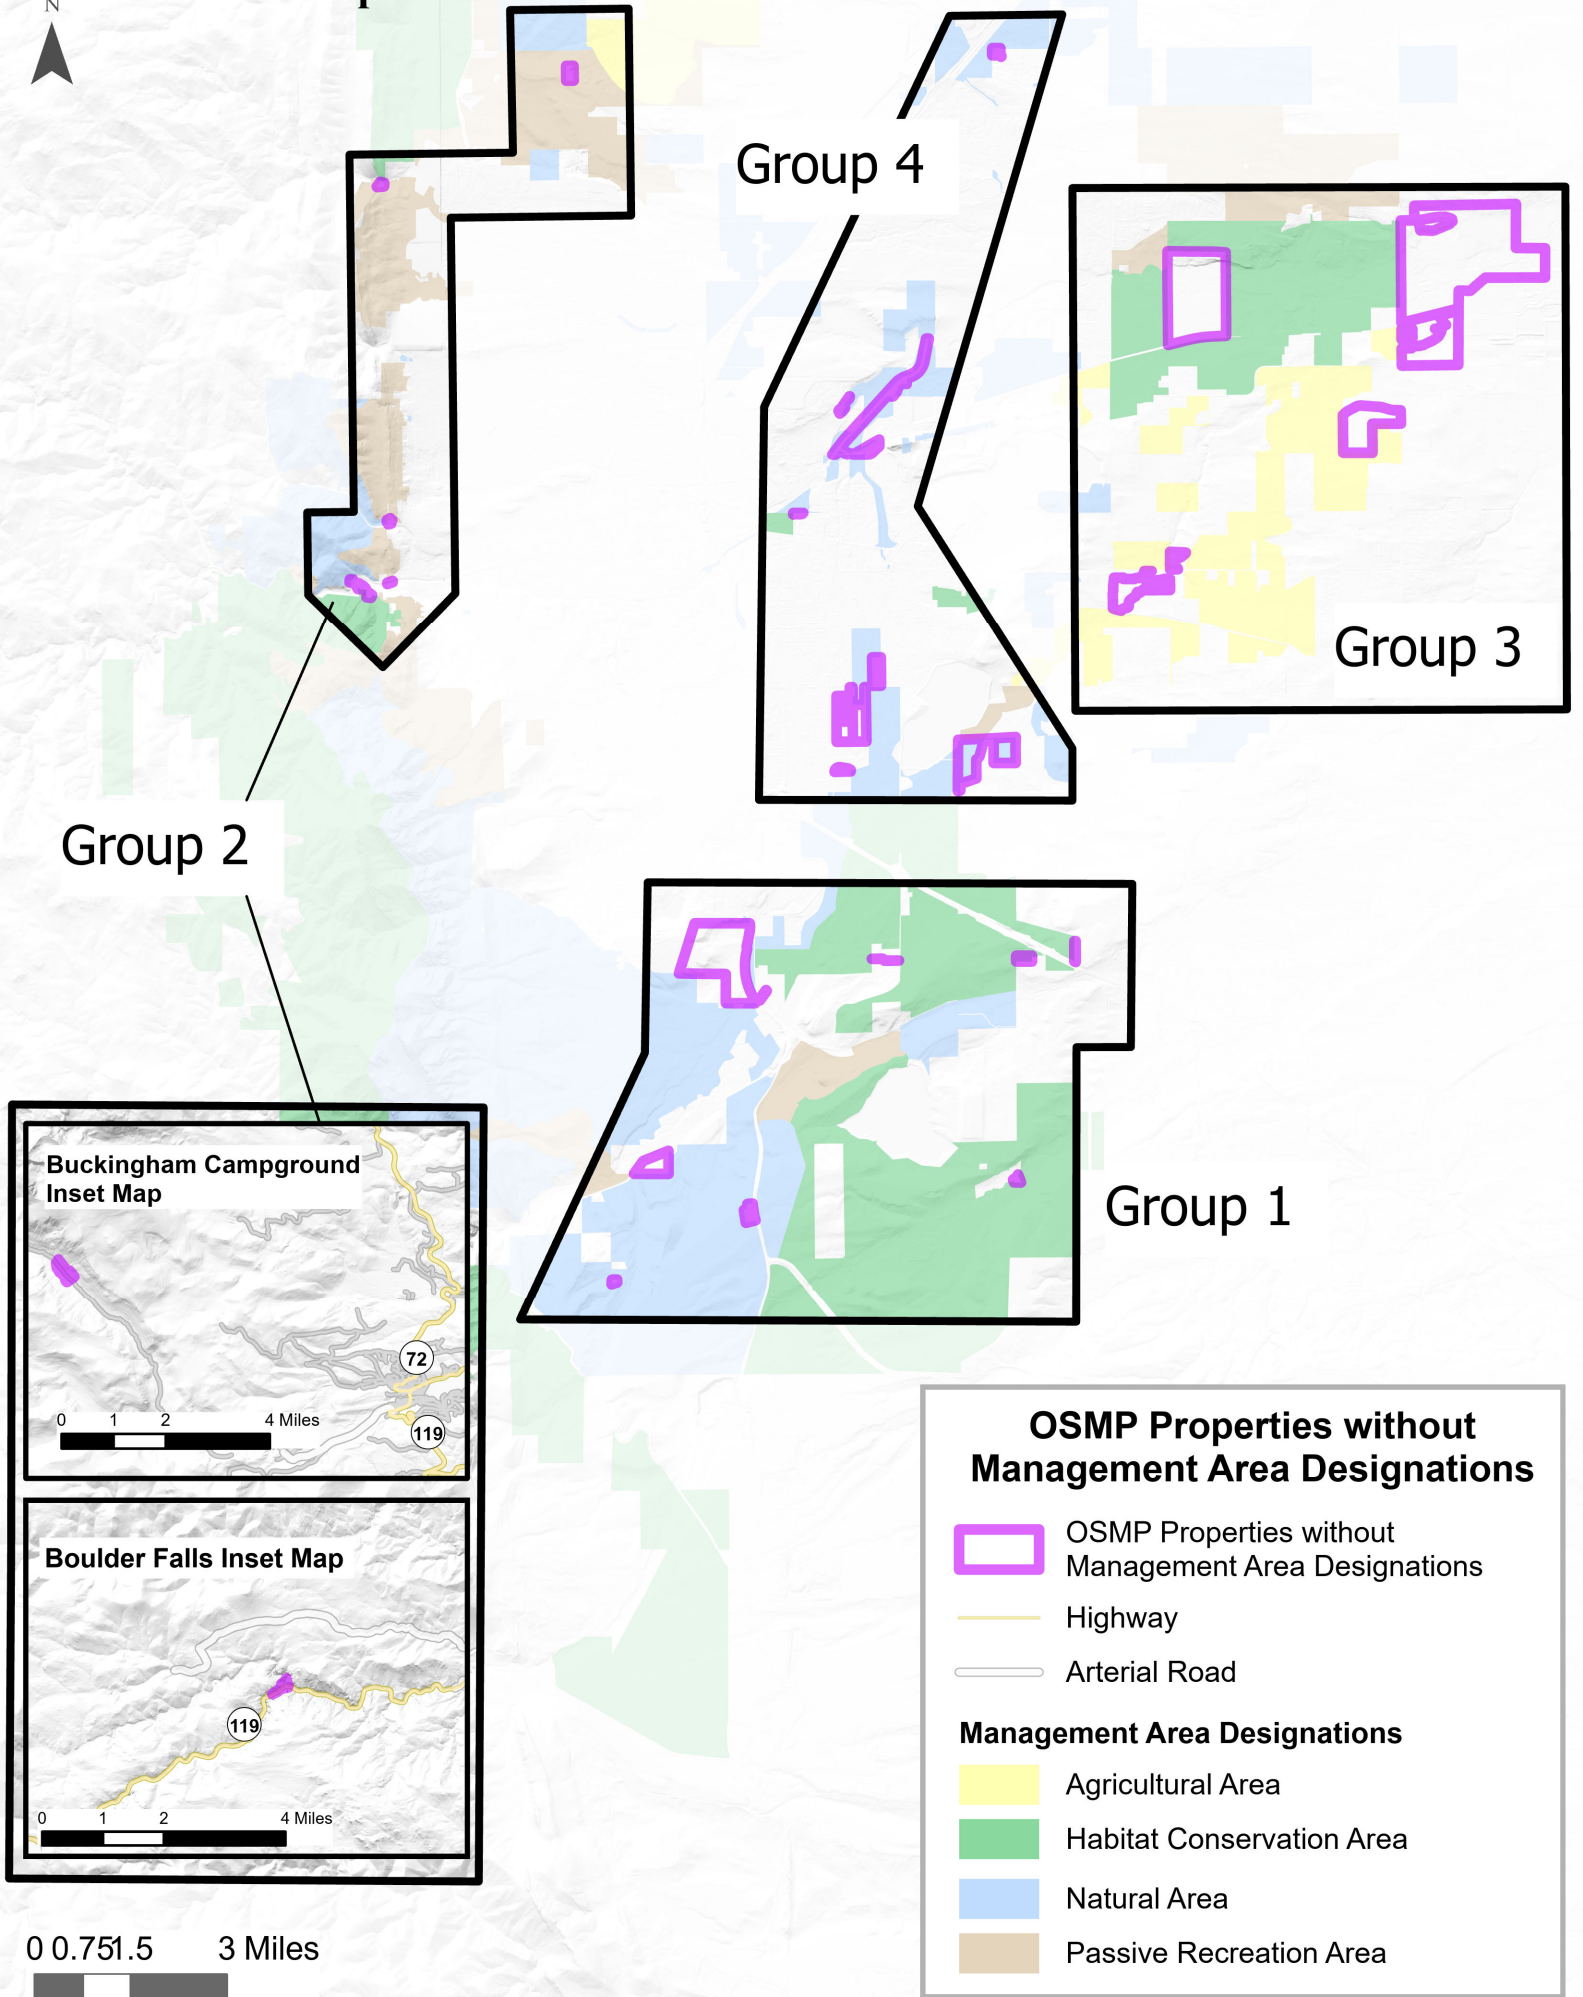 N
Group 4
Group 3
Group 2
Group 1
Buckingham Campground
Inset Map
72
119
0 1 2 4 Miles
Boulder Falls Inset Map
119
0 1 2 4 Miles
0 0.75 1.5 3 Miles
OSMP Properties without
Management Area Designations
OSMP Properties without
Management Area Designations
Highway
Arterial Road
Management Area Designations
Agricultural Area
Habitat Conservation Area
Natural Area
Passive Recreation Area